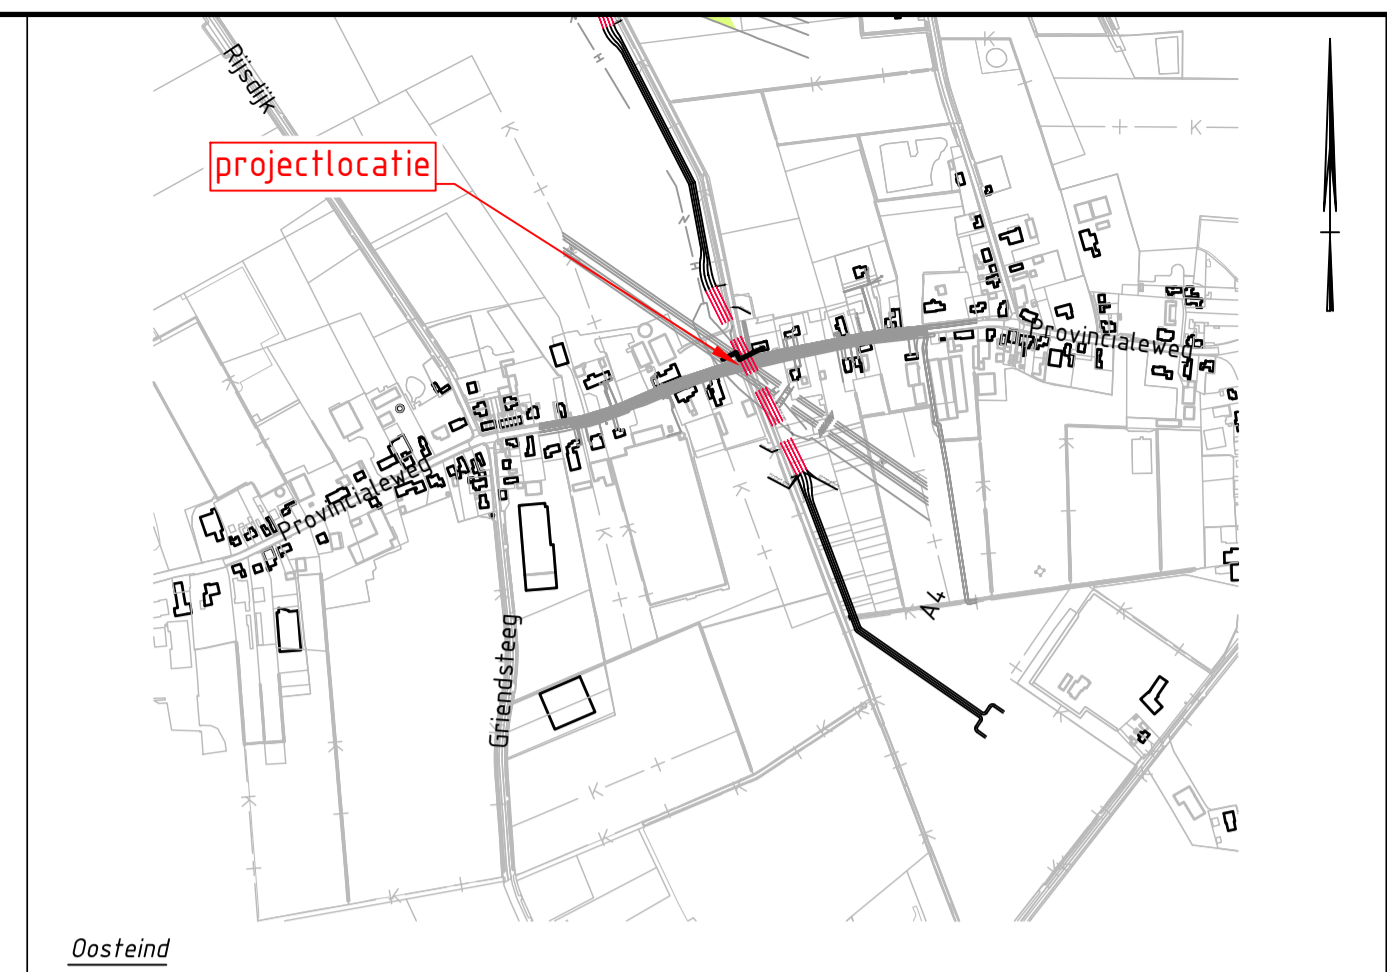 Rijsdijk
projectlocatie
Provincialeweg
Provincialeweg
A4
Griendsteeg
Oosteind